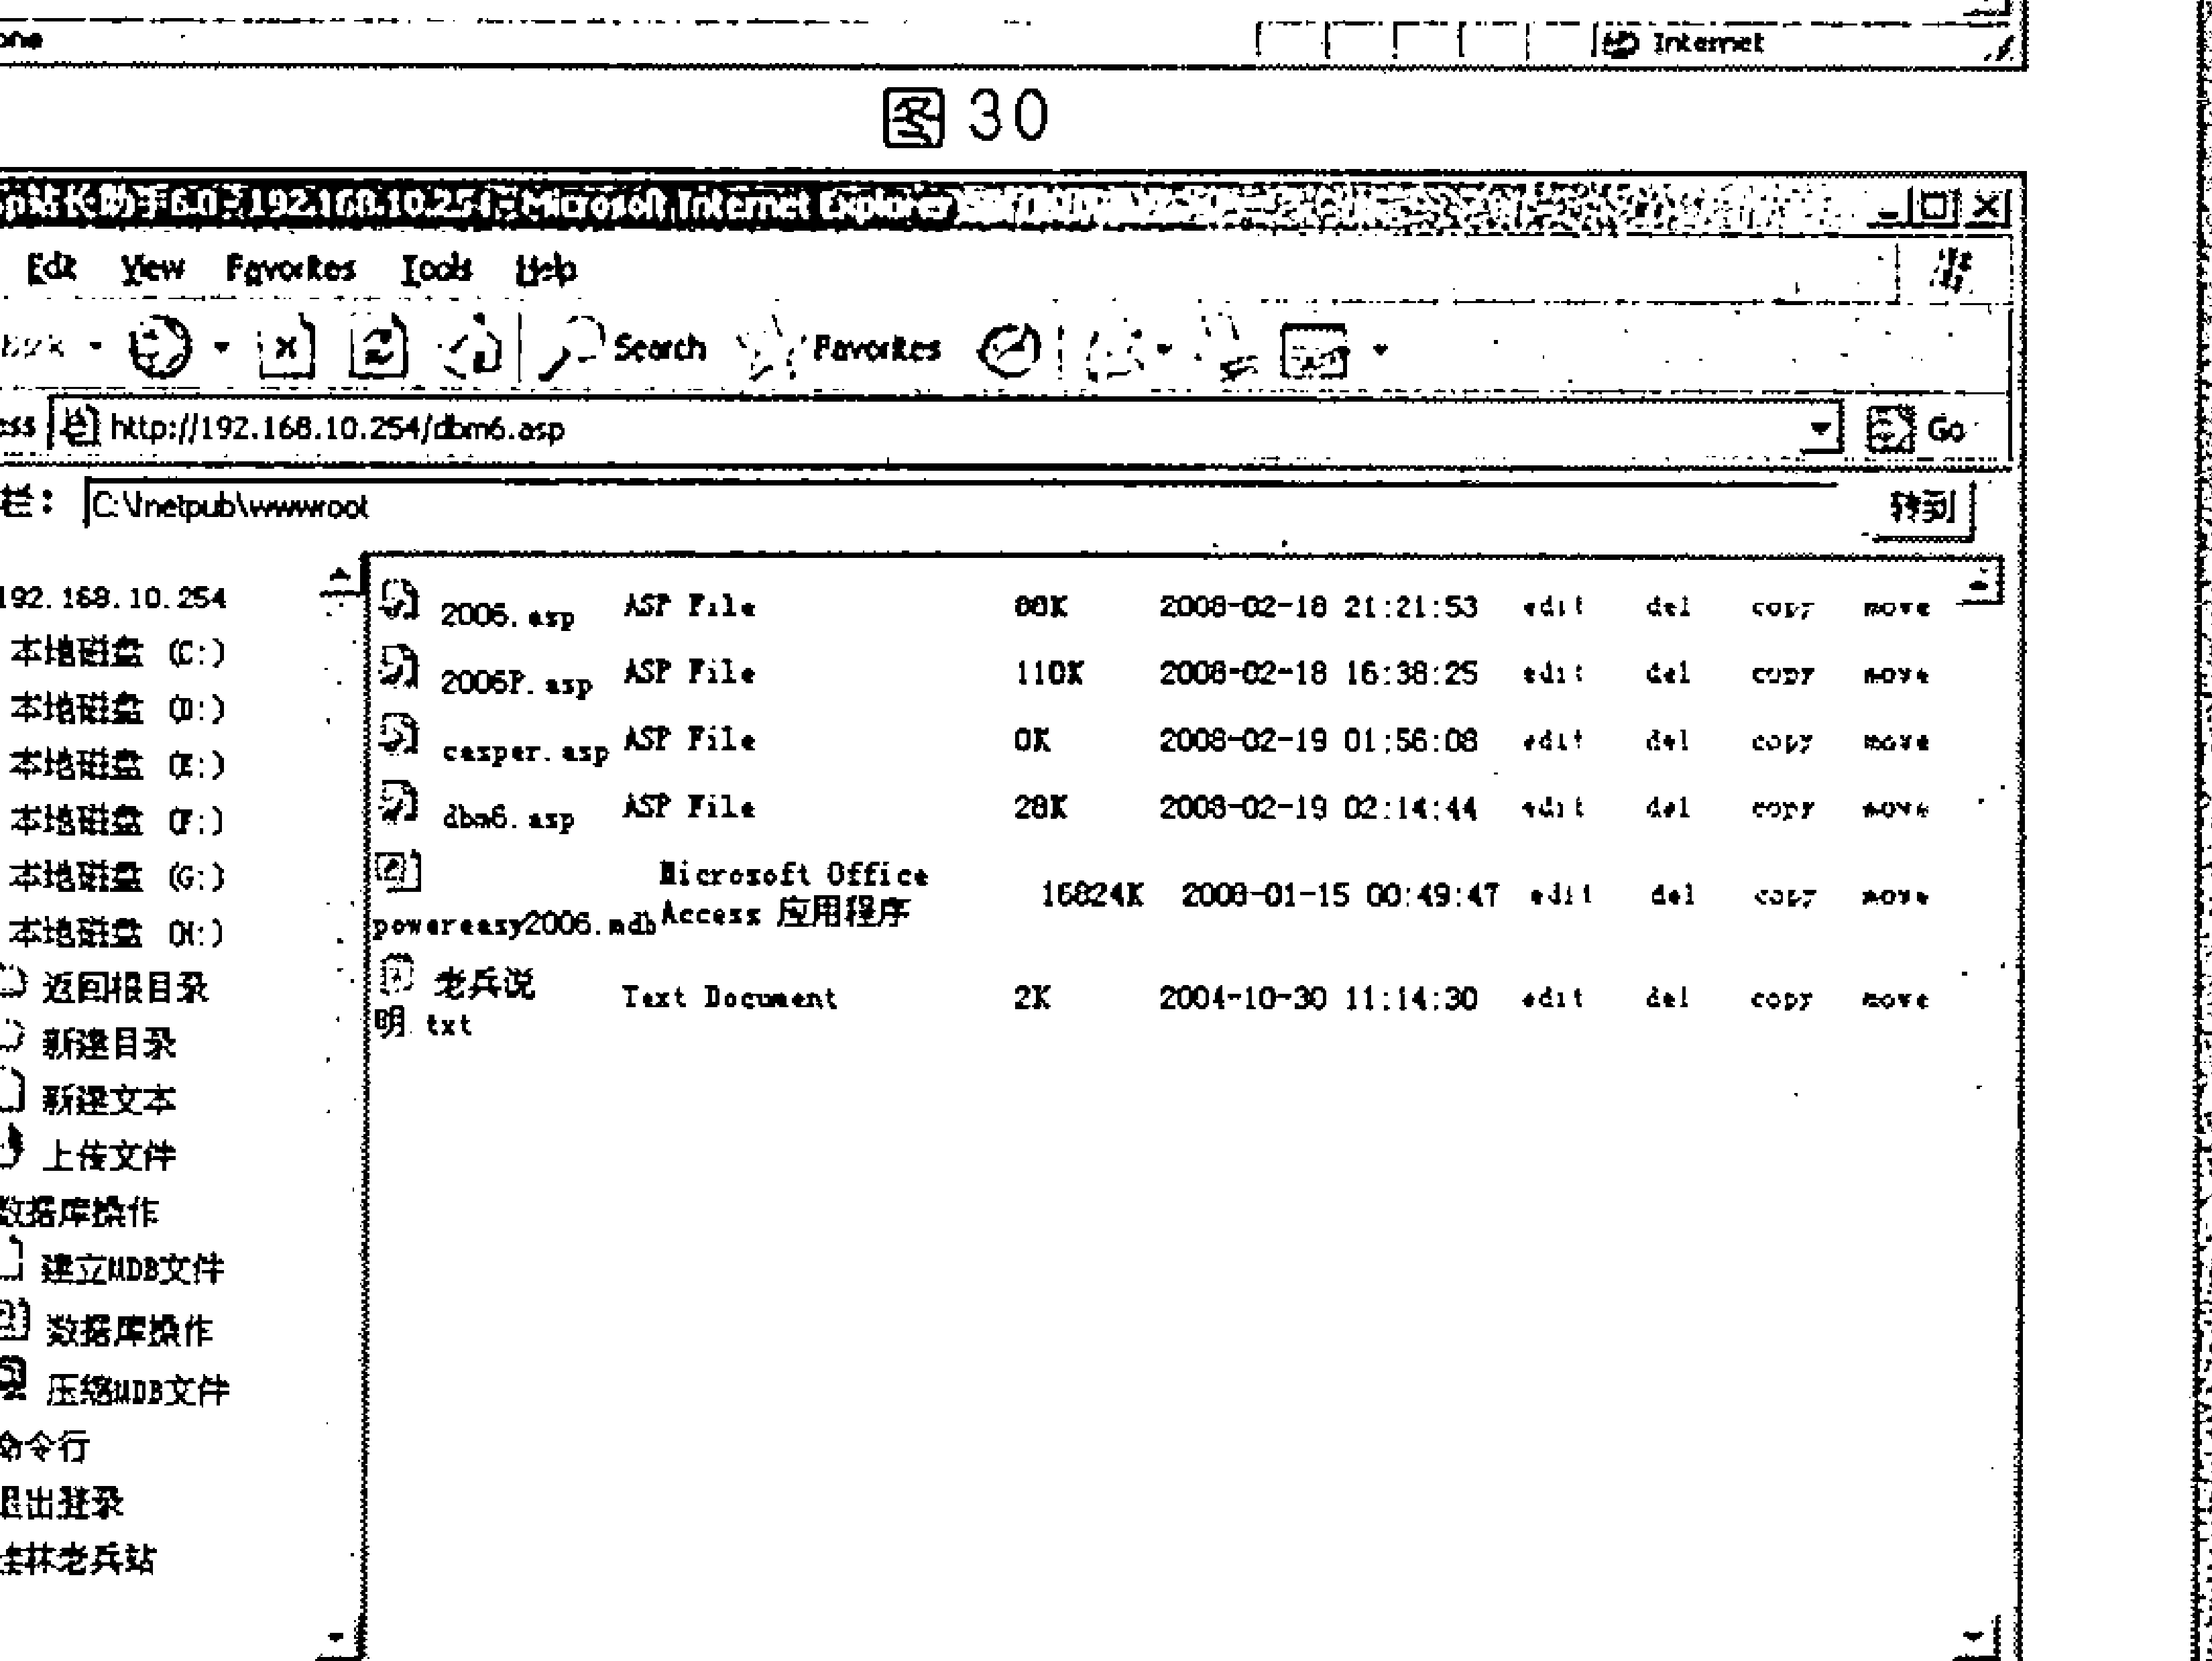 Internet
图 30
站长助手6.0 - 192.168.10.254 - Microsoft Internet Explorer
Edit View Favorites Tools Help
Search Favorites
http://192.168.10.254/dbm6.asp Go
栏: C:\Inetpub\wwwroot 转到
192.168.10.254
本地磁盘 (C:)
本地磁盘 (D:)
本地磁盘 (E:)
本地磁盘 (F:)
本地磁盘 (G:)
本地磁盘 (H:)
返回根目录
新建目录
新建文本
上传文件
数据库操作
建立MDB文件
数据库操作
压缩MDB文件
命令行
退出登录
桂林老兵站
2006.asp ASP File 88K 2008-02-18 21:21:53 edit del copy move
2006P.asp ASP File 110K 2008-02-18 16:38:25 edit del copy move
casper.asp ASP File 0K 2008-02-19 01:56:08 edit del copy move
dbm6.asp ASP File 28K 2008-02-19 02:14:44 edit del copy move
powereasy2006.mdb Microsoft Office Access 应用程序 16824K 2008-01-15 00:49:47 edit del copy move
老兵说明.txt Text Document 2K 2004-10-30 11:14:30 edit del copy move